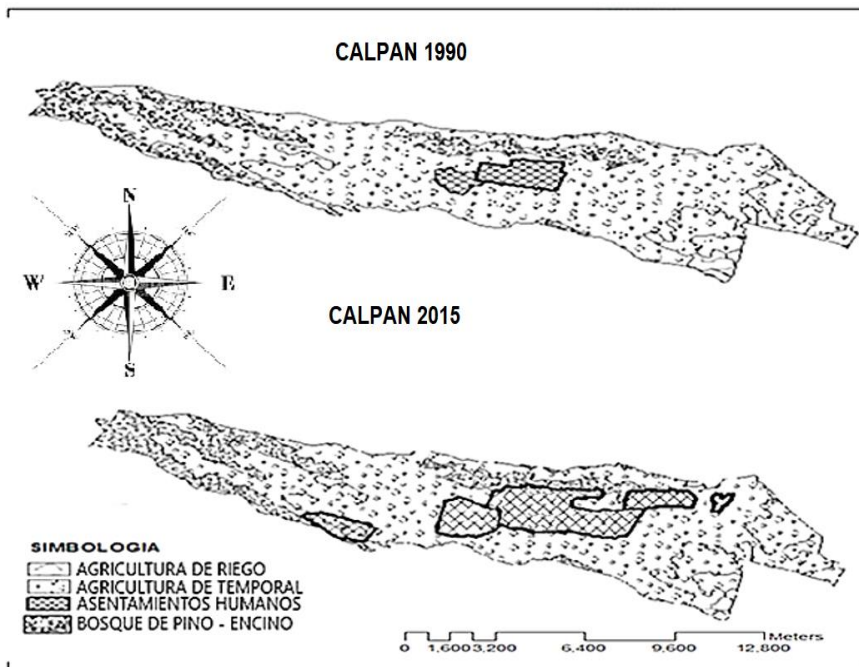 CALPAN 1990
N
W E
S
CALPAN 2015
SIMBOLOGIA
AGRICULTURA DE RIEGO
AGRICULTURA DE TEMPORAL
ASENTAMIENTOS HUMANOS
BOSQUE DE PINO - ENCINO
Meters
0 1,600 3,200 6,400 9,600 12,800